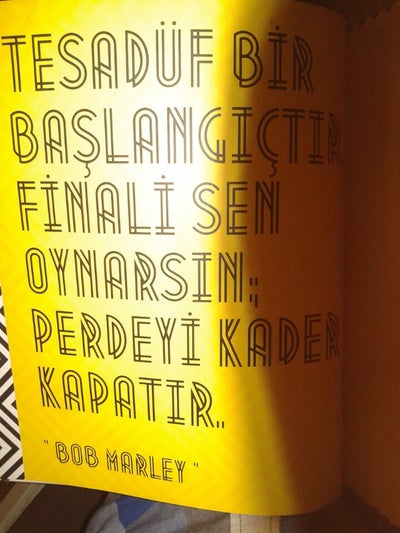 TESADÜF BİR
BAŞLANGIÇTIR
FİNALİ SEN
OYNARSIN;
PERDEYİ KADER
KAPATIR..
"BOB MARLEY"